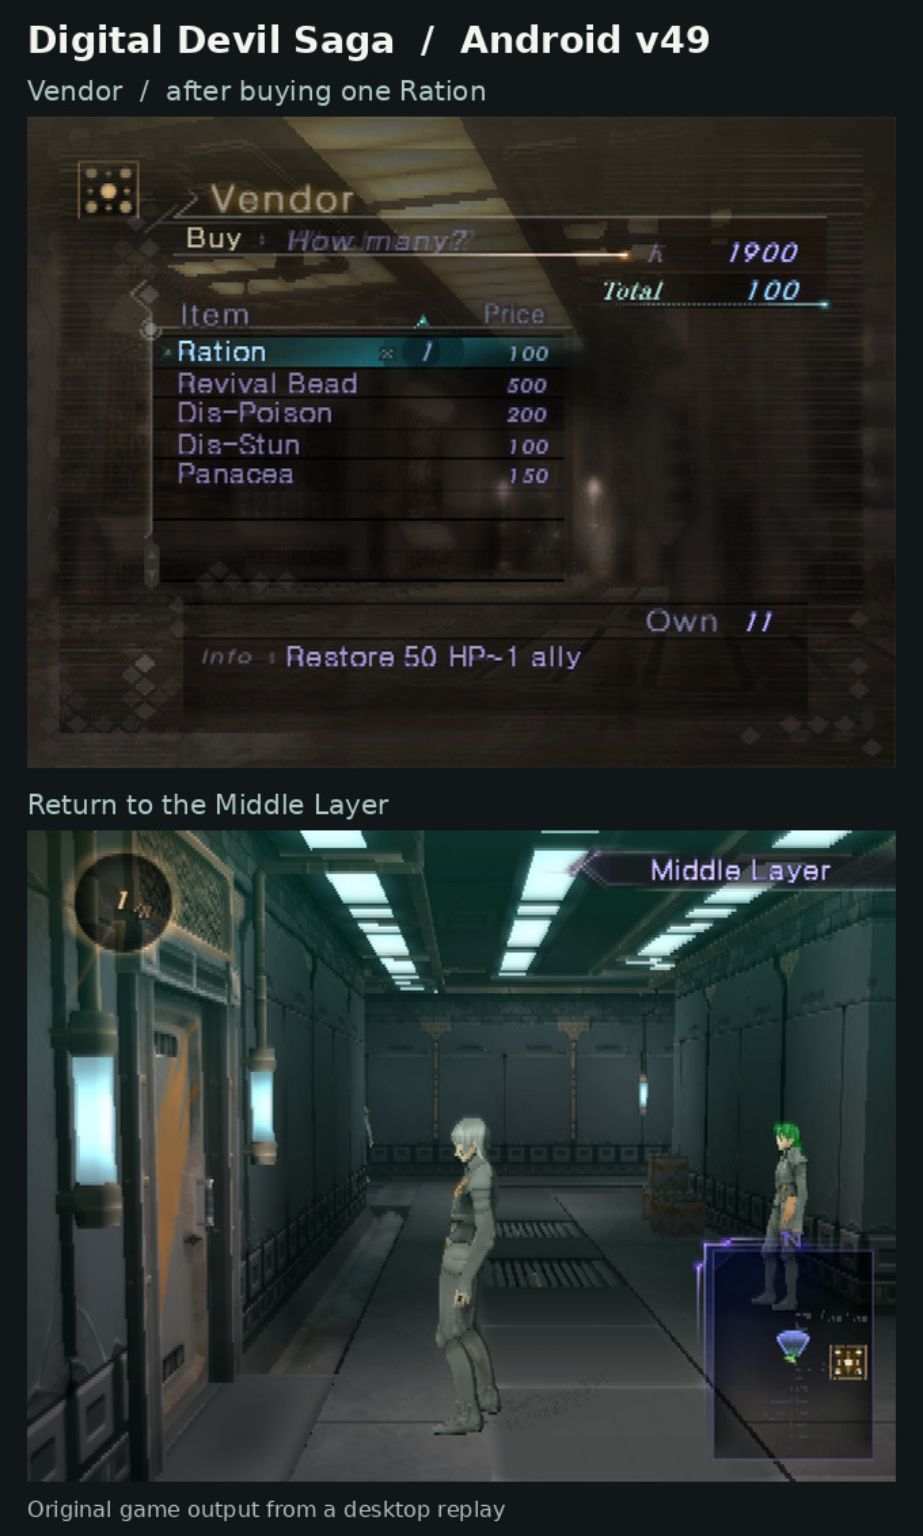 Digital Devil Saga / Android v49
Vendor / after buying one Ration
Vendor
Buy : How many?
1900
Total 100
Item Price
Ration × 1 100
Revival Bead 500
Dis-Poison 200
Dis-Stun 100
Panacea 150
Own 11
Info : Restore 50 HP~1 ally
Return to the Middle Layer
Middle Layer
1
N
Original game output from a desktop replay